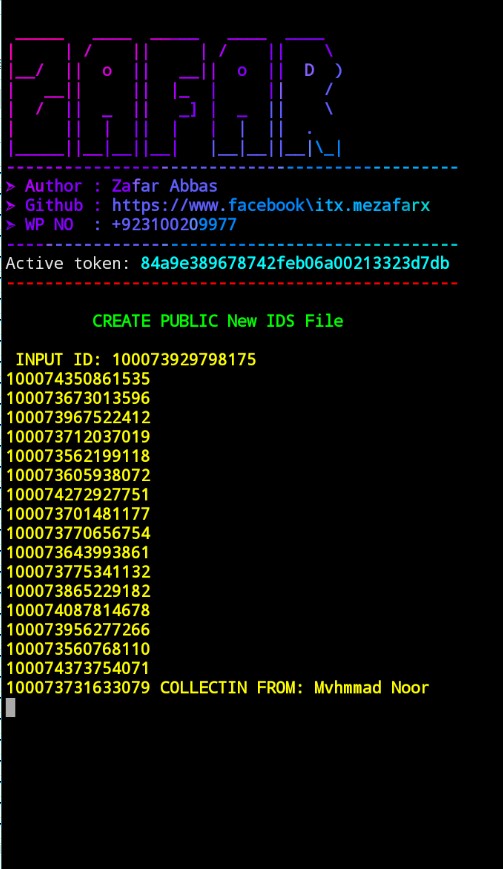 ZAFAR
➤ Author : Zafar Abbas
➤ Github : https://www.facebook\itx.mezafarx
➤ WP NO  : +923100209977
Active token: 84a9e389678742feb06a00213323d7db
CREATE PUBLIC New IDS File
INPUT ID: 100073929798175
100074350861535
100073673013596
100073967522412
100073712037019
100073562199118
100073605938072
100074272927751
100073701481177
100073770656754
100073643993861
100073775341132
100073865229182
100074087814678
100073956277266
100073560768110
100074373754071
100073731633079 COLLECTIN FROM: Mvhmmad Noor